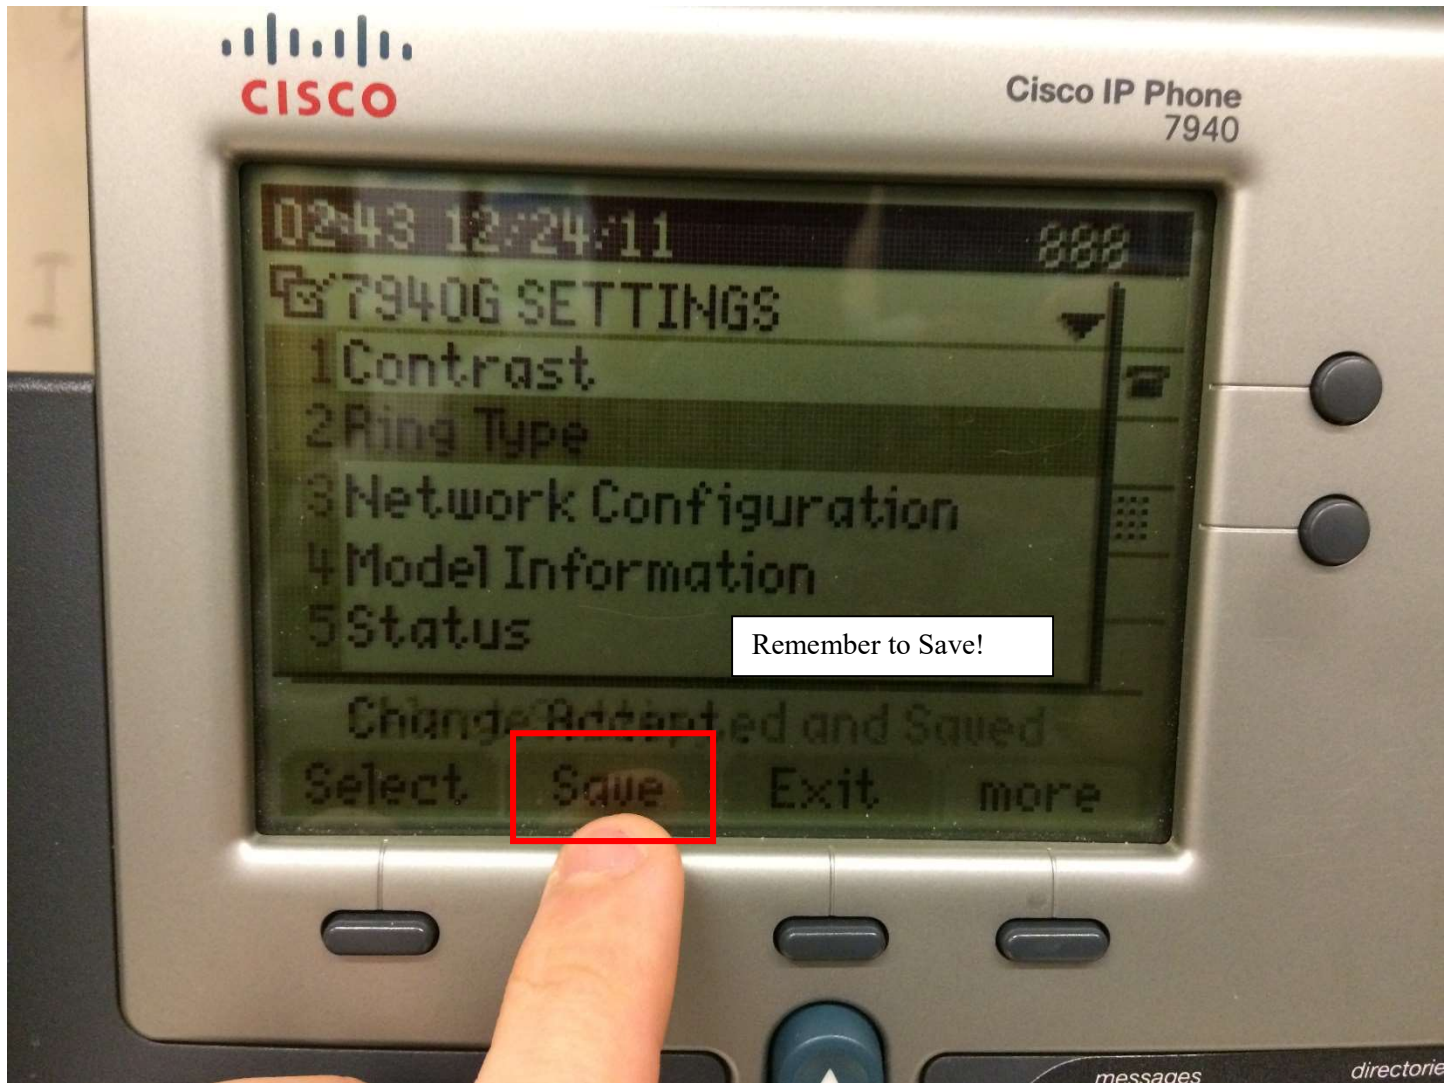 CISCO
Cisco IP Phone
7940
02:43 12/24/11 888
7940G SETTINGS
1 Contrast
2 Ring Type
3 Network Configuration
4 Model Information
5 Status
Remember to Save!
Change Accepted and Saved
Select Save Exit more
messages
directorie